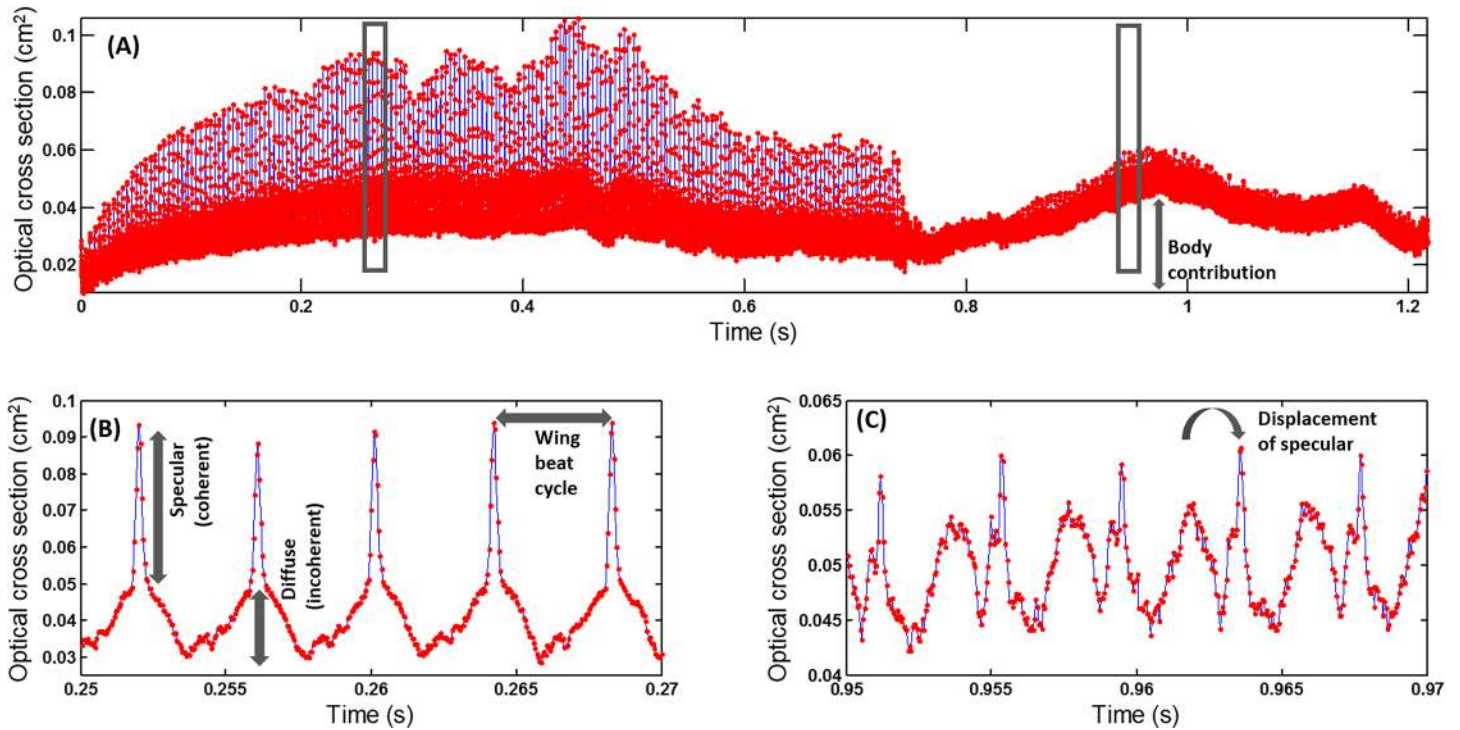 (A)
Optical cross section (cm²)
0.1
0.08
0.06
0.04
0.02
Body
contribution
0
0.2
0.4
0.6
0.8
1
1.2
Time (s)
(B)
Optical cross section (cm²)
0.1
0.09
0.08
0.07
0.06
0.05
0.04
0.03
Specular
(coherent)
Diffuse
(incoherent)
Wing
beat
cycle
0.25
0.255
0.26
0.265
0.27
Time (s)
(C)
Optical cross section (cm²)
0.065
0.06
0.055
0.05
0.045
0.04
Displacement
of specular
0.95
0.955
0.96
0.965
0.97
Time (s)